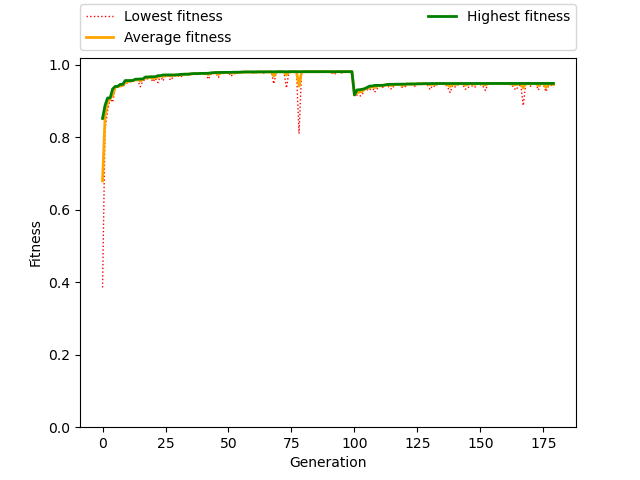 Lowest fitness
Average fitness
Highest fitness
1.0
0.8
0.6
0.4
0.2
0.0
Fitness
0 25 50 75 100 125 150 175
Generation